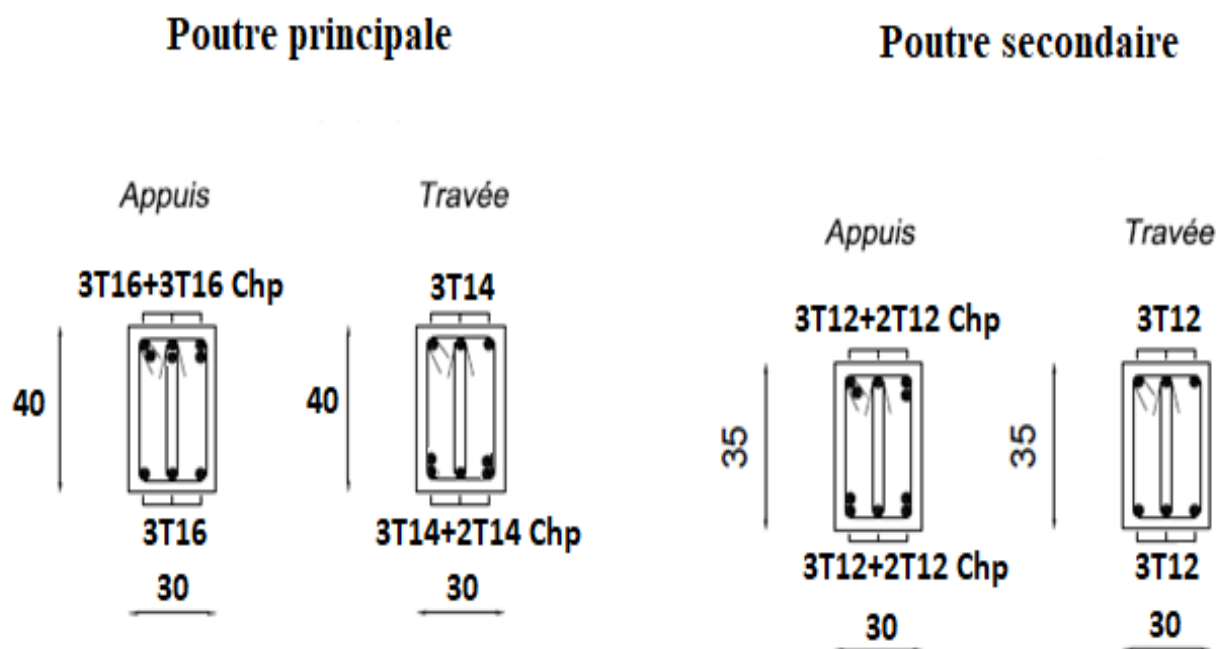 Poutre principale
Appuis
Travée
3T16+3T16 Chp
3T14
40
40
3T16
3T14+2T14 Chp
30
30
Poutre secondaire
Appuis
Travée
3T12+2T12 Chp
3T12
35
35
3T12+2T12 Chp
3T12
30
30